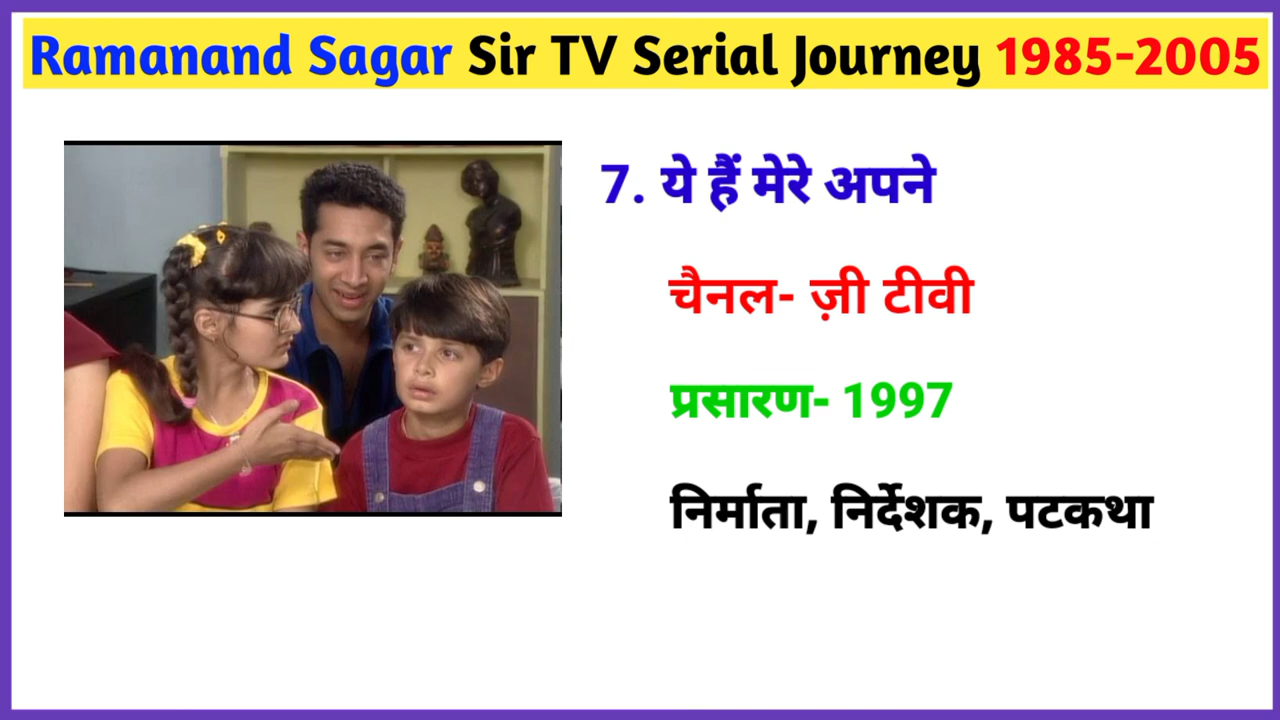 Ramanand Sagar Sir TV Serial Journey 1985-2005
7. ये हैं मेरे अपने
चैनल- ज़ी टीवी
प्रसारण- 1997
निर्माता, निर्देशक, पटकथा